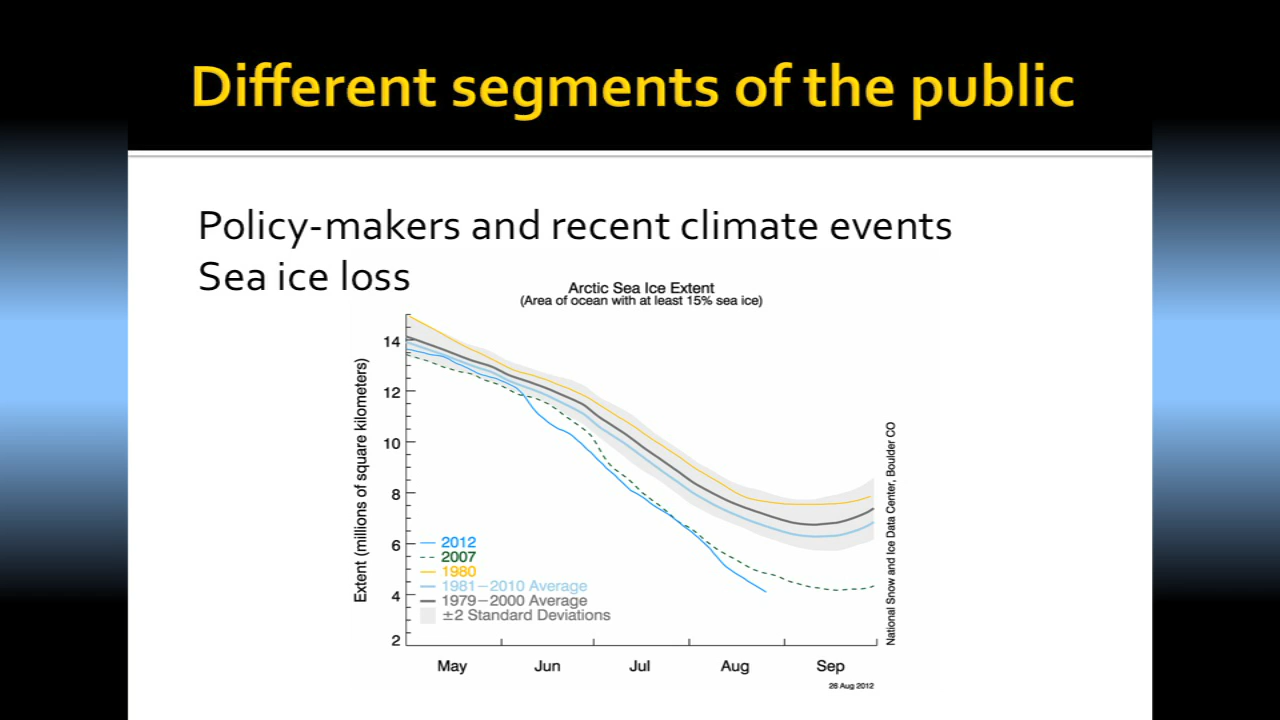 Different segments of the public
Policy-makers and recent climate events
Sea ice loss
Arctic Sea Ice Extent
(Area of ocean with at least 15% sea ice)
Extent (millions of square kilometers)
14
12
10
8
6
4
2
2012
2007
1980
1981−2010 Average
1979−2000 Average
±2 Standard Deviations
May Jun Jul Aug Sep
National Snow and Ice Data Center, Boulder CO
26 Aug 2012